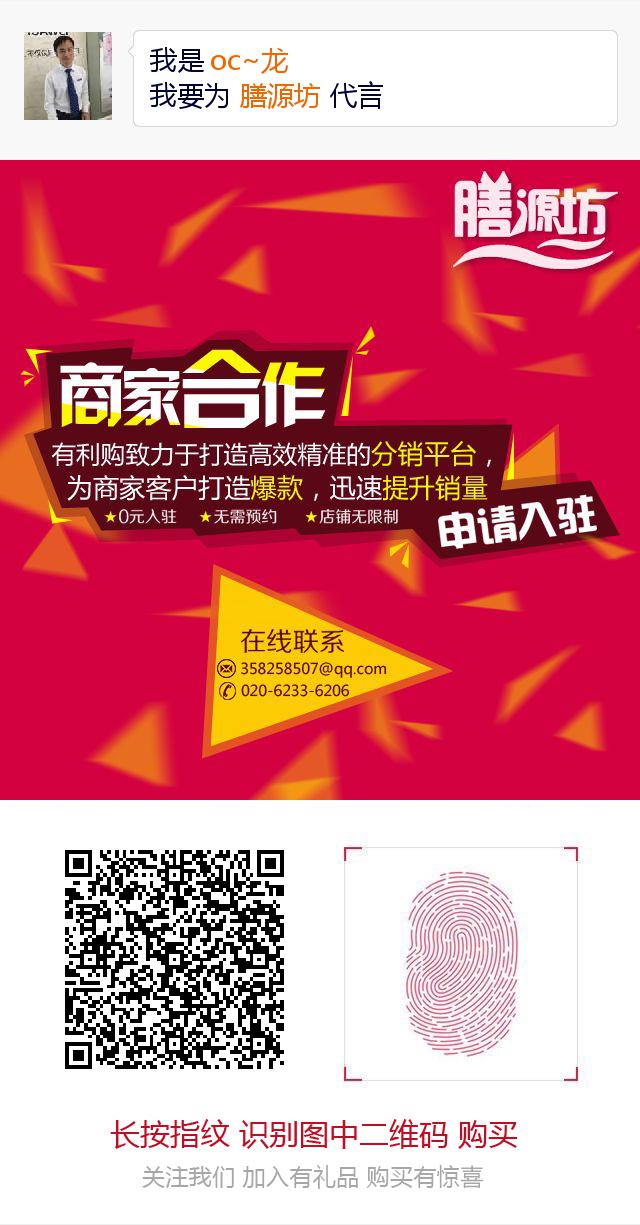 我是 oc~龙
我要为 膳源坊 代言
膳源坊
商家合作
有利购致力于打造高效精准的分销平台，
为商家客户打造爆款，迅速提升销量
★0元入驻 ★无需预约 ★店铺无限制
申请入驻
在线联系
358258507@qq.com
020-6233-6206
长按指纹 识别图中二维码 购买
关注我们 加入有礼品 购买有惊喜